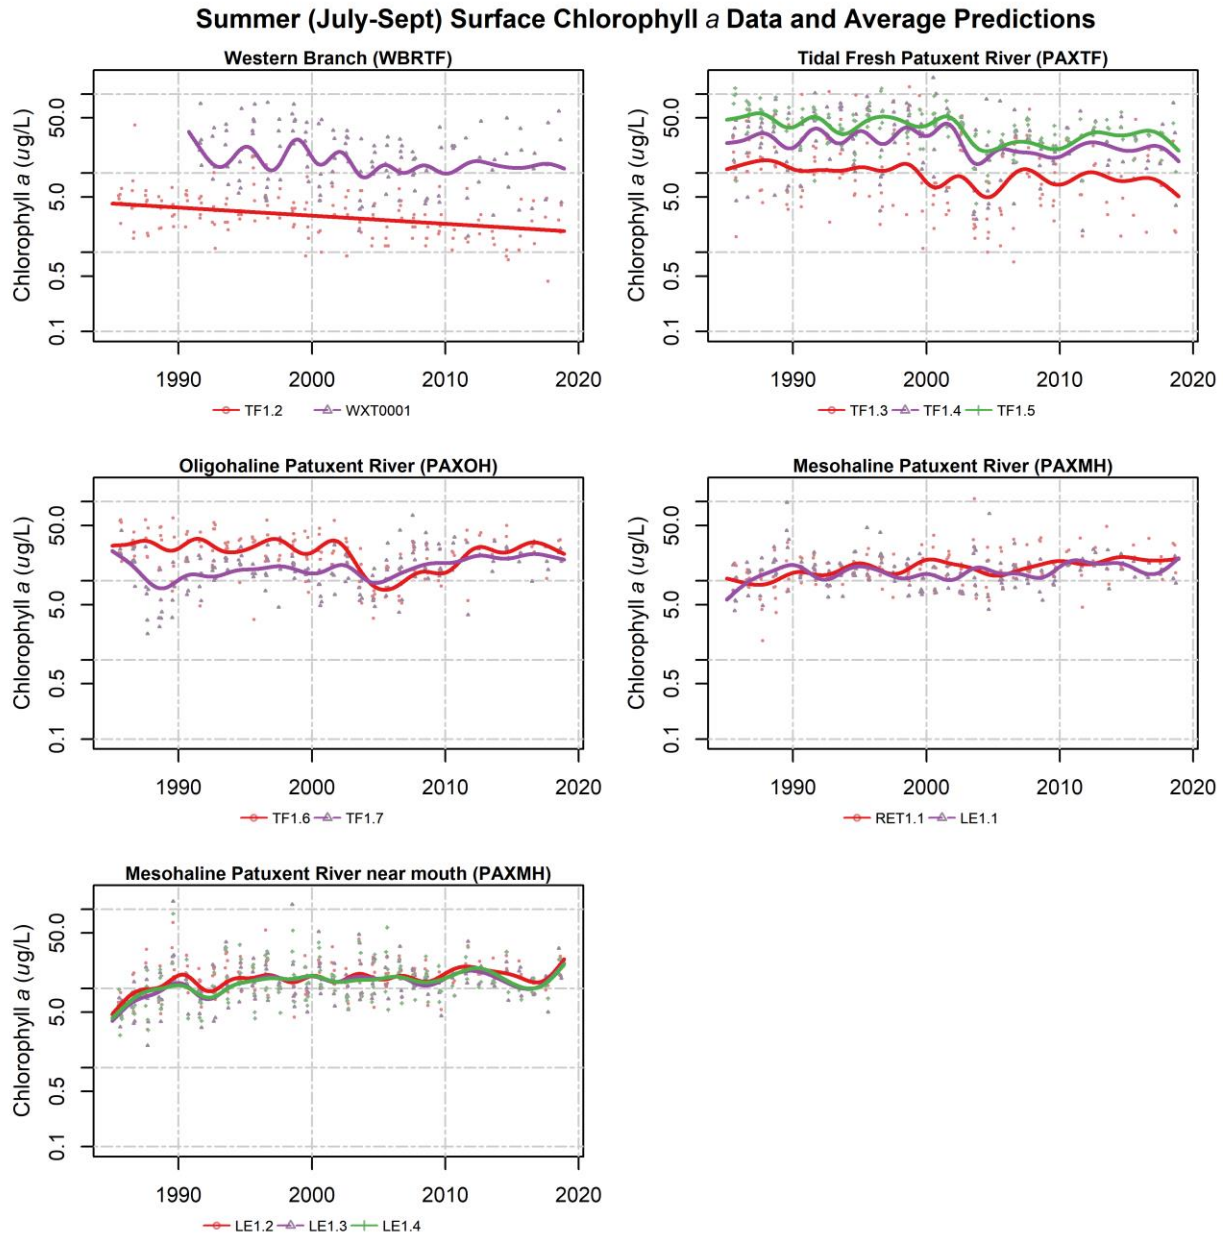 Summer (July-Sept) Surface Chlorophyll a Data and Average Predictions
Western Branch (WBRTF)
Chlorophyll a (ug/L)
50.0
5.0
0.5
0.1
1990 2000 2010 2020
TF1.2 WXT0001
Tidal Fresh Patuxent River (PAXTF)
Chlorophyll a (ug/L)
50.0
5.0
0.5
0.1
1990 2000 2010 2020
TF1.3 TF1.4 TF1.5
Oligohaline Patuxent River (PAXOH)
Chlorophyll a (ug/L)
50.0
5.0
0.5
0.1
1990 2000 2010 2020
TF1.6 TF1.7
Mesohaline Patuxent River (PAXMH)
Chlorophyll a (ug/L)
50.0
5.0
0.5
0.1
1990 2000 2010 2020
RET1.1 LE1.1
Mesohaline Patuxent River near mouth (PAXMH)
Chlorophyll a (ug/L)
50.0
5.0
0.5
0.1
1990 2000 2010 2020
LE1.2 LE1.3 LE1.4